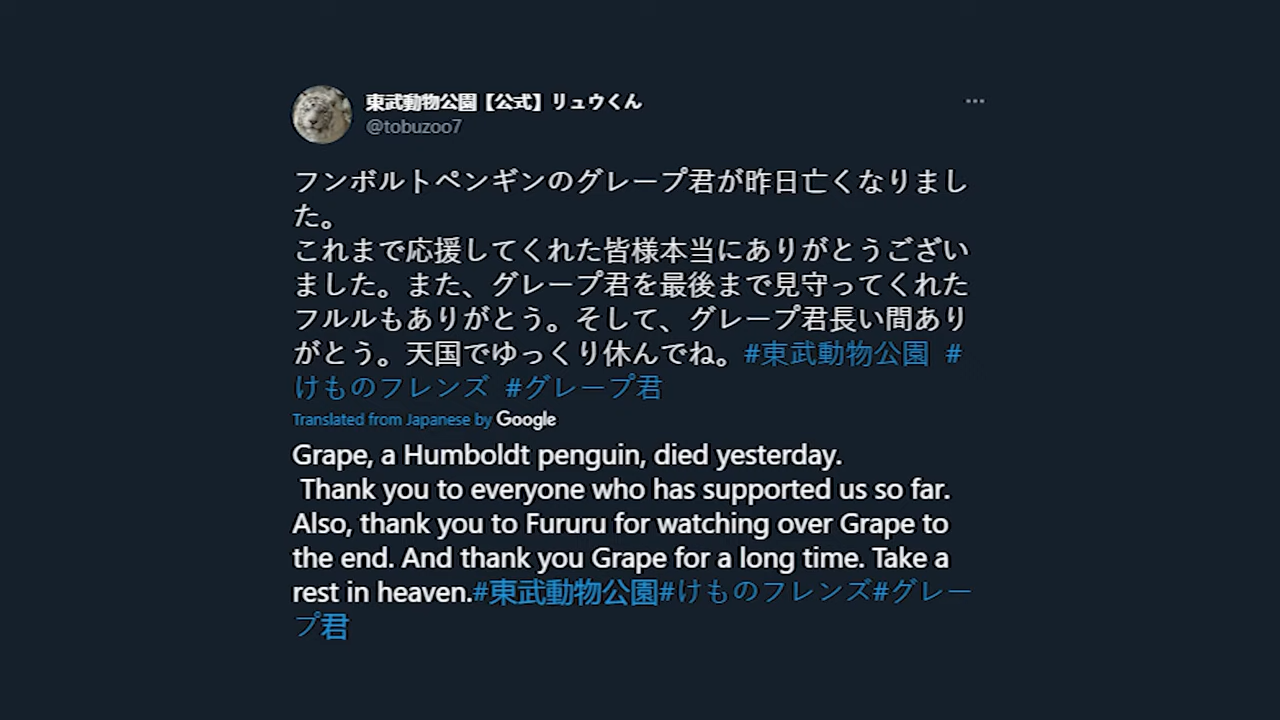 東武動物公園【公式】リュウくん
@tobuzoo7
フンボルトペンギンのグレープ君が昨日亡くなりまし
た。
これまで応援してくれた皆様本当にありがとうござい
ました。また、グレープ君を最後まで見守ってくれた
フルルもありがとう。そして、グレープ君長い間あり
がとう。天国でゆっくり休んでね。#東武動物公園 #
けものフレンズ #グレープ君
Translated from Japanese by Google
Grape, a Humboldt penguin, died yesterday.
Thank you to everyone who has supported us so far.
Also, thank you to Fururu for watching over Grape to
the end. And thank you Grape for a long time. Take a
rest in heaven.#東武動物公園#けものフレンズ#グレー
プ君